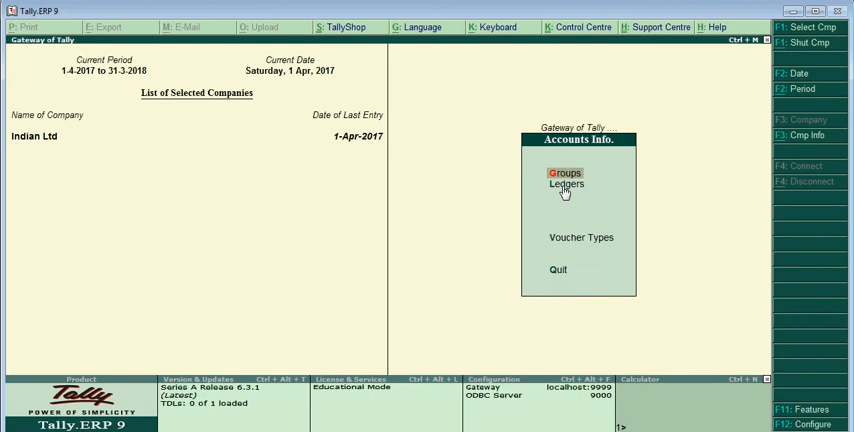 Tally.ERP 9
P: Print E: Export M: E-Mail O: Upload S: TallyShop G: Language K: Keyboard K: Control Centre H: Support Centre H: Help
Gateway of Tally Ctrl + M
Current Period Current Date
1-4-2017 to 31-3-2018 Saturday, 1 Apr, 2017
List of Selected Companies
Name of Company Date of Last Entry
Indian Ltd 1-Apr-2017
Gateway of Tally ....
Accounts Info.
Groups
Ledgers
Voucher Types
Quit
F1: Select Cmp
F1: Shut Cmp
F2: Date
F2: Period
F3: Company
F3: Cmp Info
F4: Connect
F4: Disconnect
F11: Features
F12: Configure
Product
Tally
POWER OF SIMPLICITY
Tally.ERP 9
Version & Updates Ctrl + Alt + T
Series A Release 6.3.1
(Latest)
TDLs: 0 of 1 loaded
License & Services Ctrl + Alt + L
Educational Mode
Configuration Ctrl + Alt + F
Gateway localhost:9999
ODBC Server 9000
Calculator Ctrl + N
1>